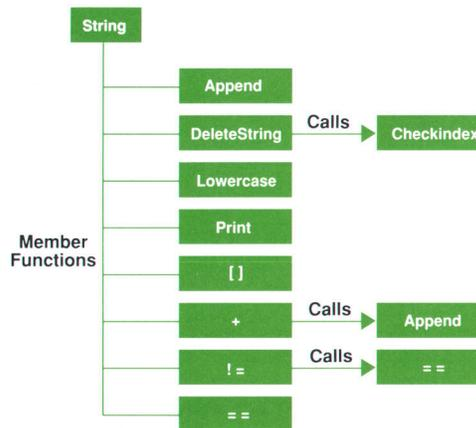 String
Append
DeleteString Calls Checkindex
Lowercase
Print
Member
Functions
[ ]
+ Calls Append
! = Calls = =
= =